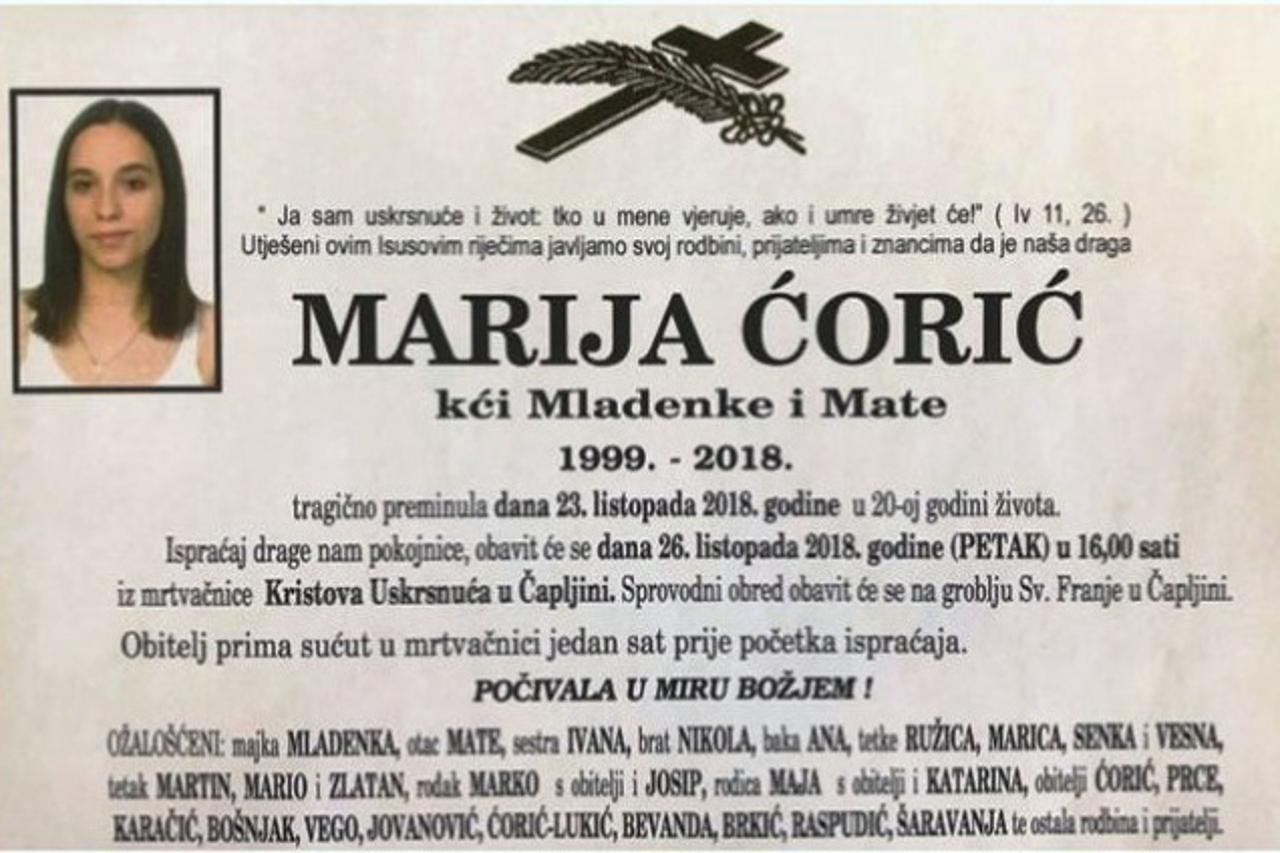 " Ja sam uskrsnuće i život: tko u mene vjeruje, ako i umre živjet će!" ( Iv 11, 26. )
Utješeni ovim Isusovim riječima javljamo svoj rodbini, prijateljima i znancima da je naša draga
MARIJA ĆORIĆ
kći Mladenke i Mate
1999. - 2018.
tragično preminula dana 23. listopada 2018. godine u 20-oj godini života.
Ispraćaj drage nam pokojnice, obavit će se dana 26. listopada 2018. godine (PETAK) u 16,00 sati
iz mrtvačnice Kristova Uskrsnuća u Čapljini. Sprovodni obred obavit će se na groblju Sv. Franje u Čapljini.
Obitelj prima sućut u mrtvačnici jedan sat prije početka ispraćaja.
POČIVALA U MIRU BOŽJEM !
OŽALOŠĆENI: majka MLADENKA, otac MATE, sestra IVANA, brat NIKOLA, baka ANA, tetke RUŽICA, MARICA, SENKA i VESNA,
tetak MARTIN, MARIO i ZLATAN, rođak MARKO s obitelji i JOSIP, rodica MAJA s obitelji i KATARINA, obitelji ĆORIĆ, PRCE,
KARAČIĆ, BOŠNJAK, VEGO, JOVANOVIĆ, ĆORIĆ-LUKIĆ, BEVANDA, BRKIĆ, RASPUDIĆ, ŠARAVANJA te ostala rodbina i prijatelji.